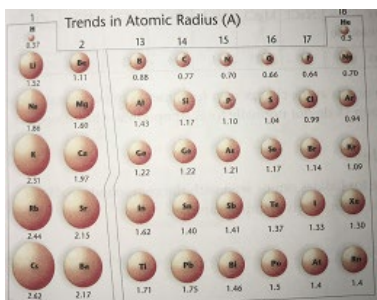 1 Trends in Atomic Radius (A) 18
H He
0.37 2 13 14 15 16 17 0.5
Li Be B C N O F Ne
1.52 1.11 0.88 0.77 0.70 0.66 0.64 0.70
Na Mg Al Si P S Cl Ar
1.86 1.60 1.43 1.17 1.10 1.04 0.99 0.94
K Ca Ga Ge As Se Br Kr
2.31 1.97 1.22 1.22 1.21 1.17 1.14 1.09
Rb Sr In Sn Sb Te I Xe
2.44 2.15 1.62 1.40 1.41 1.37 1.33 1.30
Cs Ba Tl Pb Bi Po At Rn
2.62 2.17 1.71 1.75 1.46 1.5 1.4 1.4